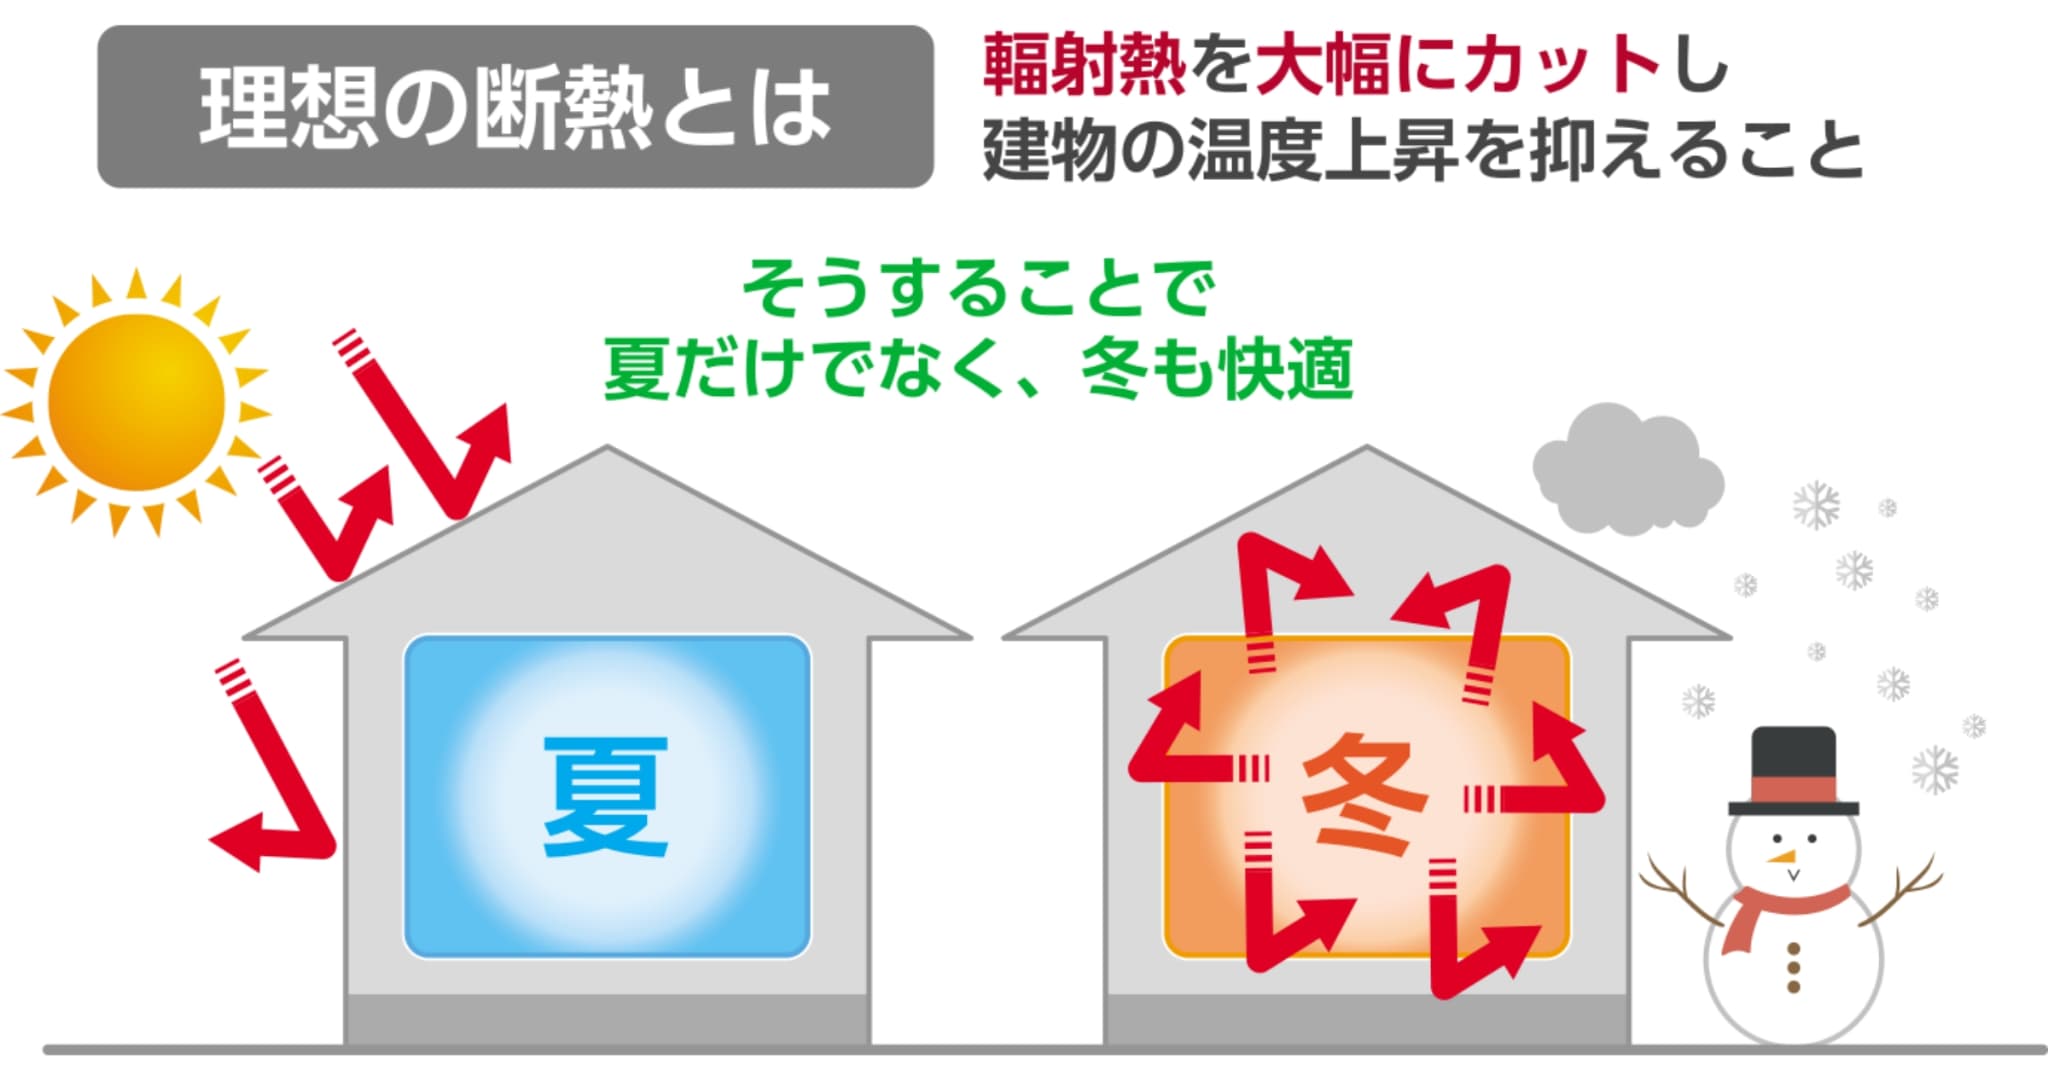 理想の断熱とは
輻射熱を大幅にカットし
建物の温度上昇を抑えること
そうすることで
夏だけでなく、冬も快適
夏
冬